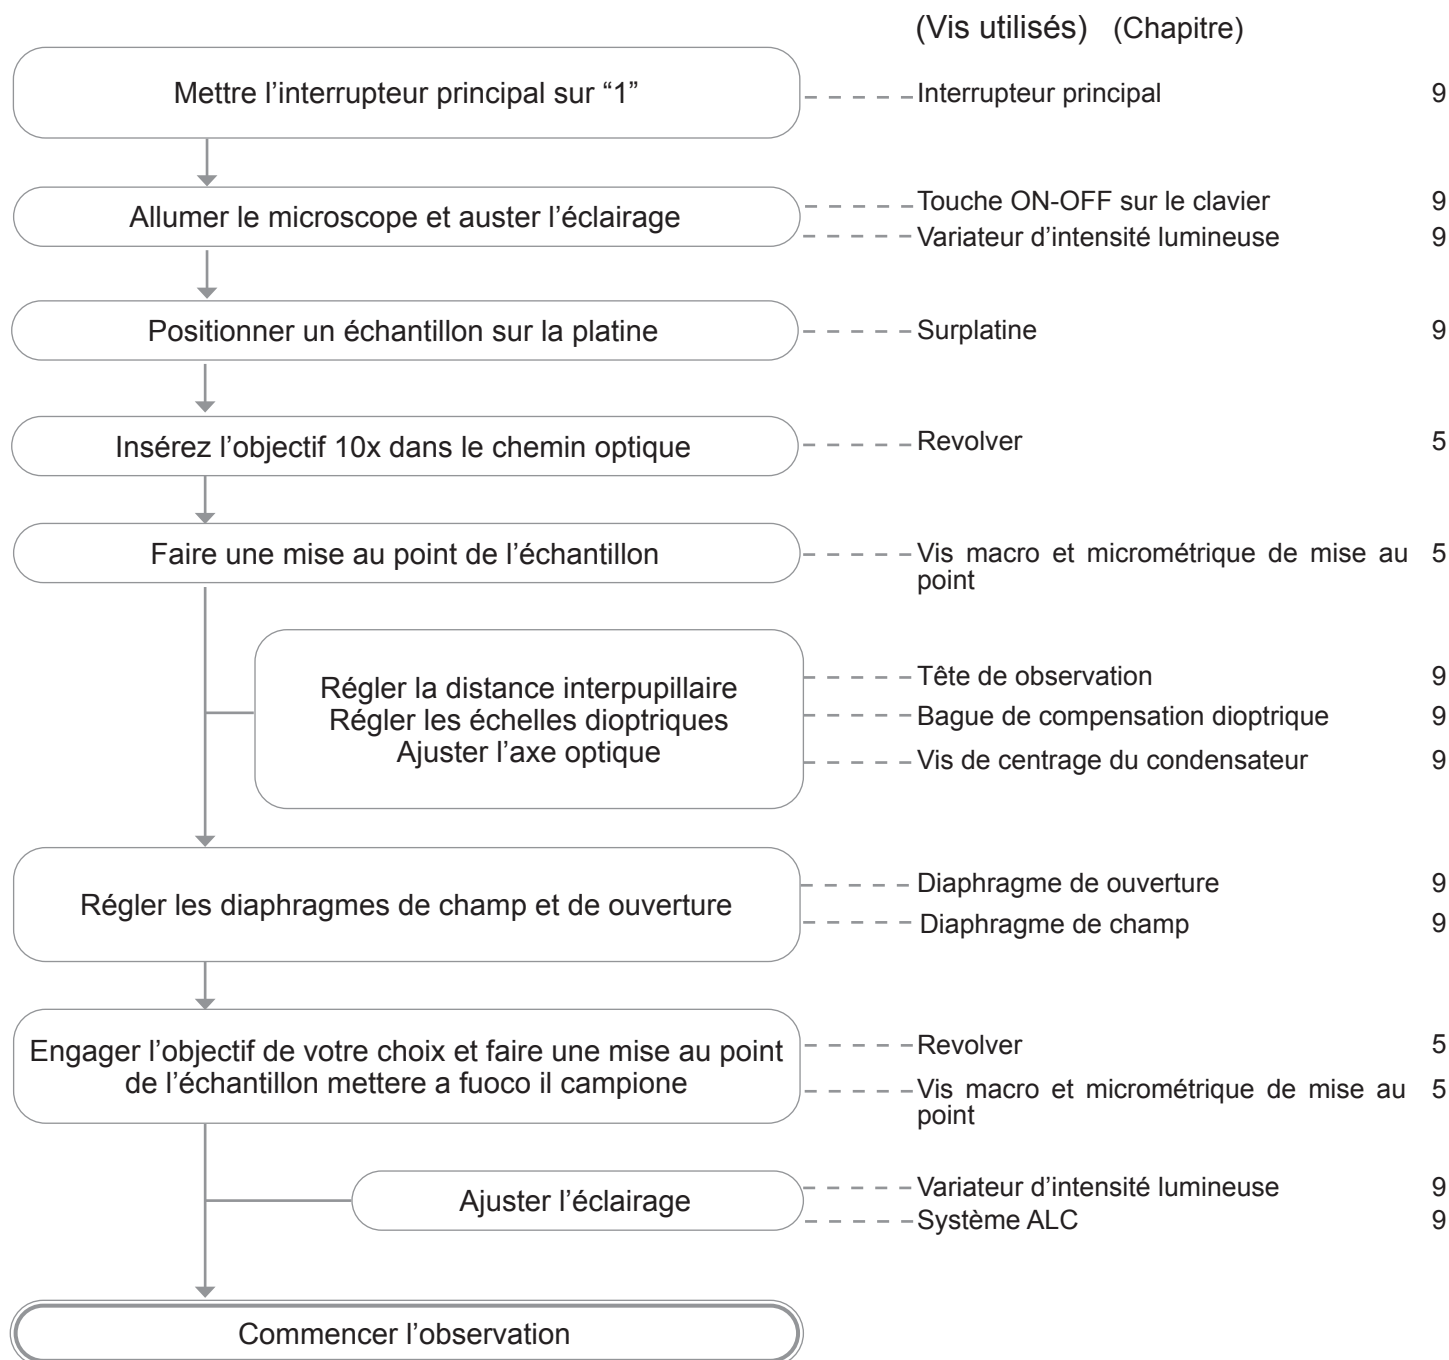 (Vis utilisés) (Chapitre)
Mettre l’interrupteur principal sur “1”
Interrupteur principal 9
Allumer le microscope et auster l’éclairage
Touche ON-OFF sur le clavier 9
Variateur d’intensité lumineuse 9
Positionner un échantillon sur la platine
Surplatine 9
Insérez l’objectif 10x dans le chemin optique
Revolver 5
Faire une mise au point de l’échantillon
Vis macro et micrométrique de mise au 5
point
Régler la distance interpupillaire
Régler les échelles dioptriques
Ajuster l’axe optique
Tête de observation 9
Bague de compensation dioptrique 9
Vis de centrage du condensateur 9
Régler les diaphragmes de champ et de ouverture
Diaphragme de ouverture 9
Diaphragme de champ 9
Engager l’objectif de votre choix et faire une mise au point
de l’échantillon mettere a fuoco il campione
Revolver 5
Vis macro et micrométrique de mise au 5
point
Ajuster l’éclairage
Variateur d’intensité lumineuse 9
Système ALC 9
Commencer l’observation